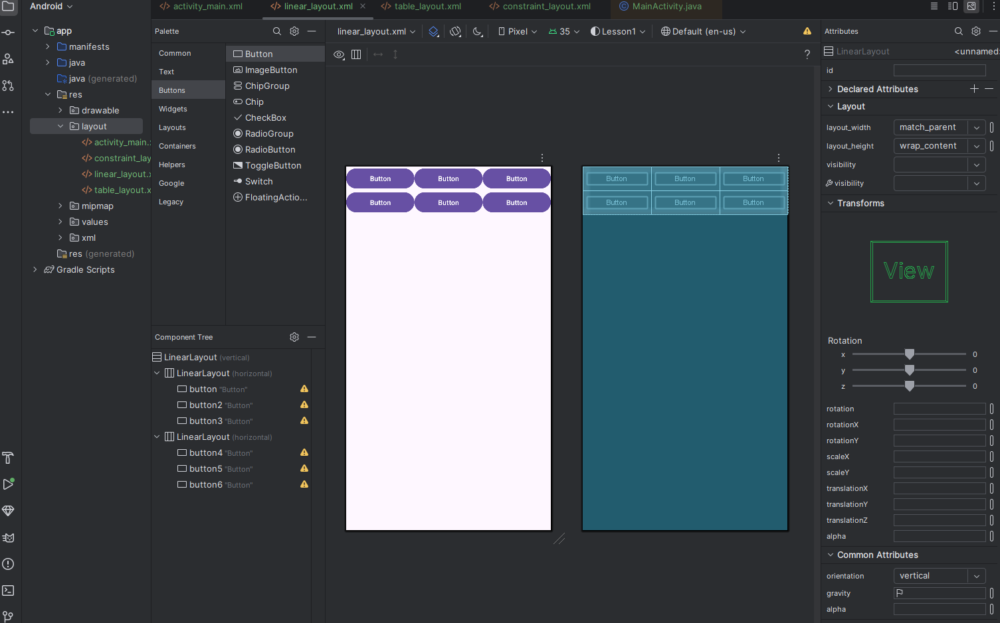 Android
activity_main.xml
linear_layout.xml
table_layout.xml
constraint_layout.xml
MainActivity.java
app
manifests
java
java (generated)
res
drawable
layout
activity_main.
constraint_lay
linear_layout.
table_layout.x
mipmap
values
xml
res (generated)
Gradle Scripts
Palette
Common
Text
Buttons
Widgets
Layouts
Containers
Helpers
Google
Legacy
Button
ImageButton
ChipGroup
Chip
CheckBox
RadioGroup
RadioButton
ToggleButton
Switch
FloatingActio...
Component Tree
LinearLayout (vertical)
LinearLayout (horizontal)
button "Button"
button2 "Button"
button3 "Button"
LinearLayout (horizontal)
button4 "Button"
button5 "Button"
button6 "Button"
linear_layout.xml
Pixel
35
Lesson1
Default (en-us)
?
Button Button Button
Button Button Button
Button Button Button
Button Button Button
Attributes
LinearLayout <unnamed>
id
Declared Attributes
Layout
layout_width match_parent
layout_height wrap_content
visibility
visibility
Transforms
View
Rotation
x 0
y 0
z 0
rotation
rotationX
rotationY
scaleX
scaleY
translationX
translationY
translationZ
alpha
Common Attributes
orientation vertical
gravity
alpha